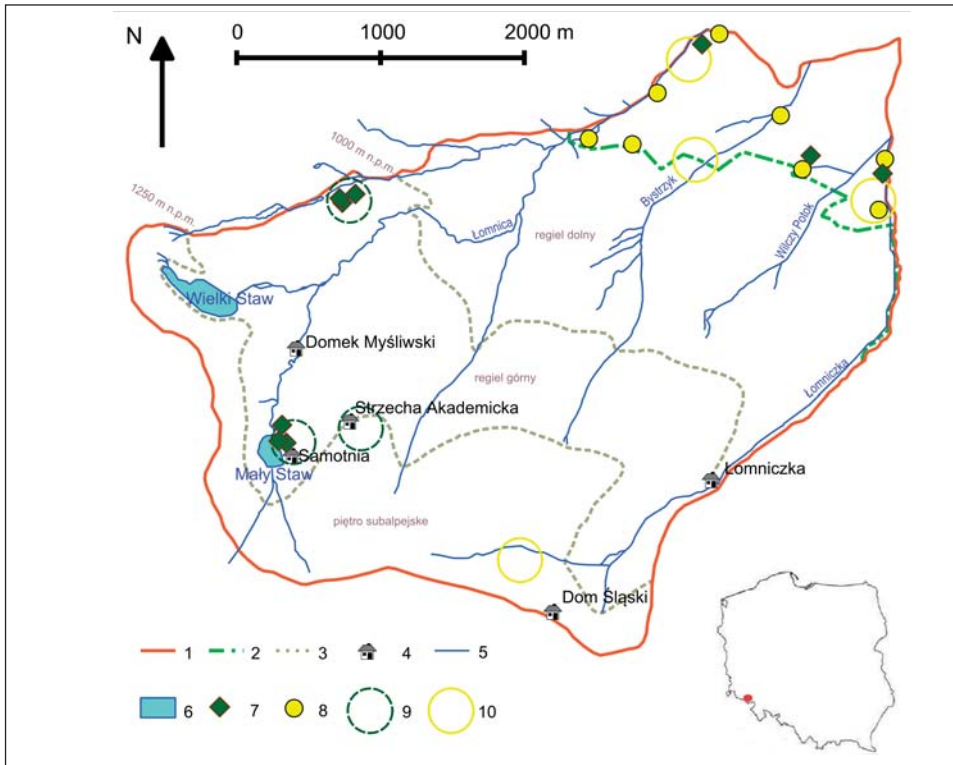 N
0 1000 2000 m
1000 m n.p.m.
1250 m n.p.m.
Łomnica
regiel dolny
Bystrzyk
Wilczy Potok
Wielki Staw
Domek Myśliwski
regiel górny
Łomniczka
Strzecha Akademicka
Samotnia
Mały Staw
Łomniczka
piętro subalpejskie
Dom Śląski
1 2 3 4 5
6 7 8 9 10